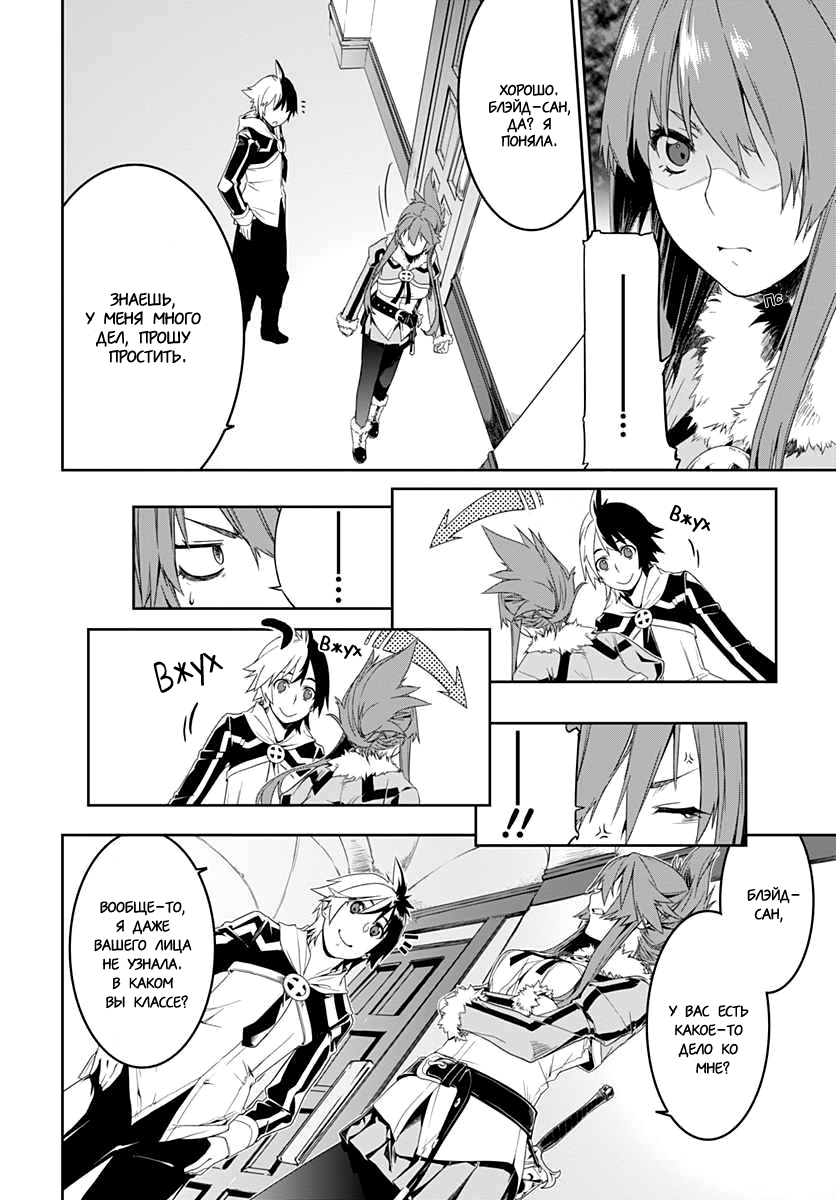 ХОРОШО.
БЛЭЙД-САН,
ДА? Я
ПОНЯЛА.
ПС
!...
ЗНАЕШЬ,
У МЕНЯ МНОГО
ДЕЛ, ПРОШУ
ПРОСТИТЬ.
Вжух
Вжух
!...
Вжух
Вжух
!!
БЛЭЙД-
САН,
У ВАС ЕСТЬ
КАКОЕ-ТО
ДЕЛО КО
МНЕ?
ВООБЩЕ-ТО,
Я ДАЖЕ
ВАШЕГО ЛИЦА
НЕ УЗНАЛА.
В КАКОМ
ВЫ КЛАССЕ?